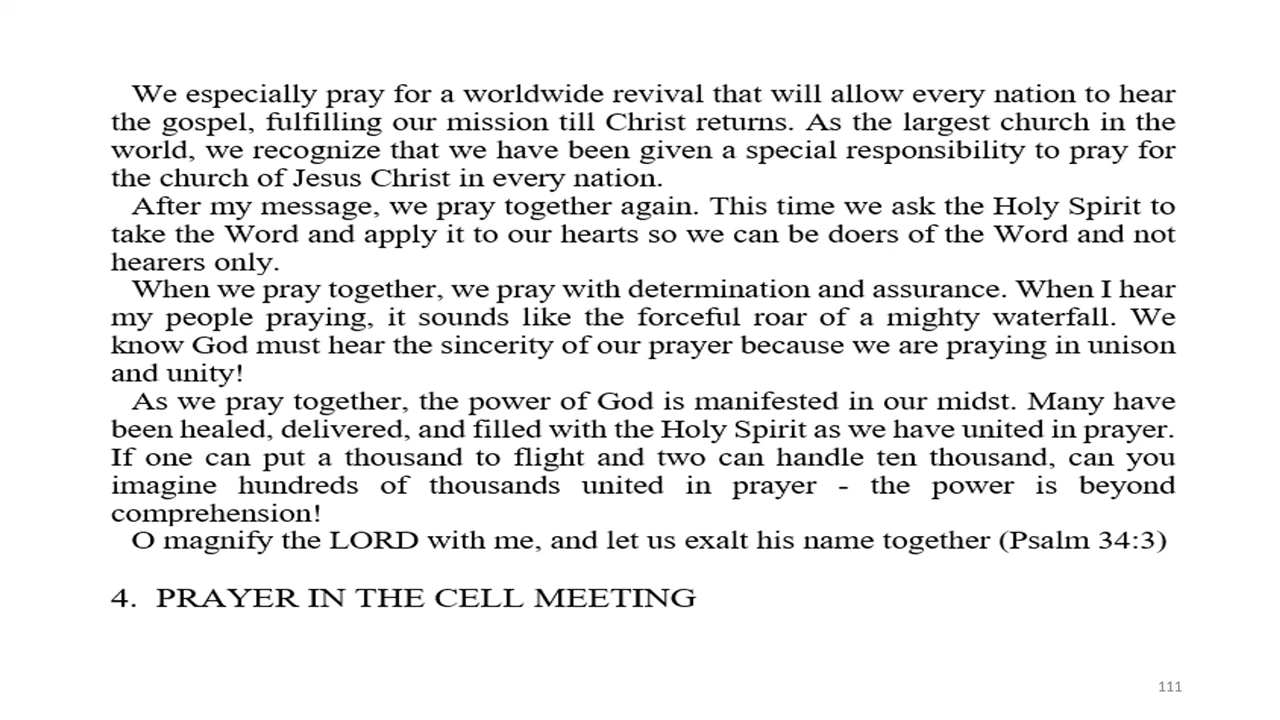 We especially pray for a worldwide revival that will allow every nation to hear
the gospel, fulfilling our mission till Christ returns. As the largest church in the
world, we recognize that we have been given a special responsibility to pray for
the church of Jesus Christ in every nation.
After my message, we pray together again. This time we ask the Holy Spirit to
take the Word and apply it to our hearts so we can be doers of the Word and not
hearers only.
When we pray together, we pray with determination and assurance. When I hear
my people praying, it sounds like the forceful roar of a mighty waterfall. We
know God must hear the sincerity of our prayer because we are praying in unison
and unity!
As we pray together, the power of God is manifested in our midst. Many have
been healed, delivered, and filled with the Holy Spirit as we have united in prayer.
If one can put a thousand to flight and two can handle ten thousand, can you
imagine hundreds of thousands united in prayer - the power is beyond
comprehension!
O magnify the LORD with me, and let us exalt his name together (Psalm 34:3)
4. PRAYER IN THE CELL MEETING
111